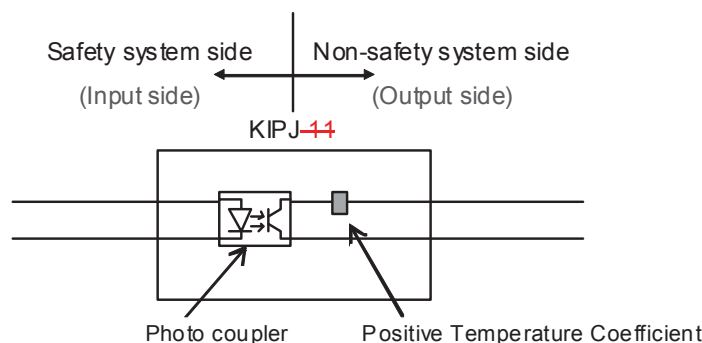 Safety system side Non-safety system side
(Input side) (Output side)
KIPJ-11
Photo coupler Positive Temperature Coefficient